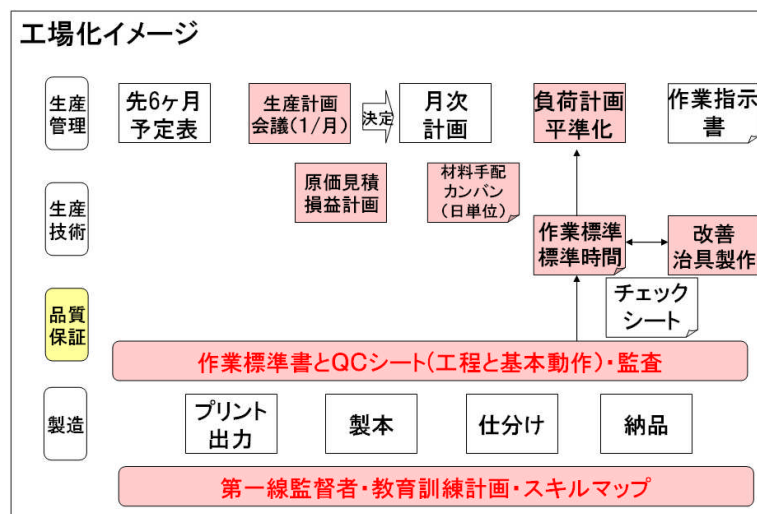 工場化イメージ
生産
管理
先6ヶ月
予定表
生産計画
会議(1/月)
決定
月次
計画
負荷計画
平準化
作業指示
書
原価見積
損益計画
材料手配
カンバン
(日単位)
生産
技術
作業標準
標準時間
改善
治具製作
チェック
シート
品質
保証
作業標準書とQCシート(工程と基本動作)・監査
製造
プリント
出力
製本
仕分け
納品
第一線監督者・教育訓練計画・スキルマップ